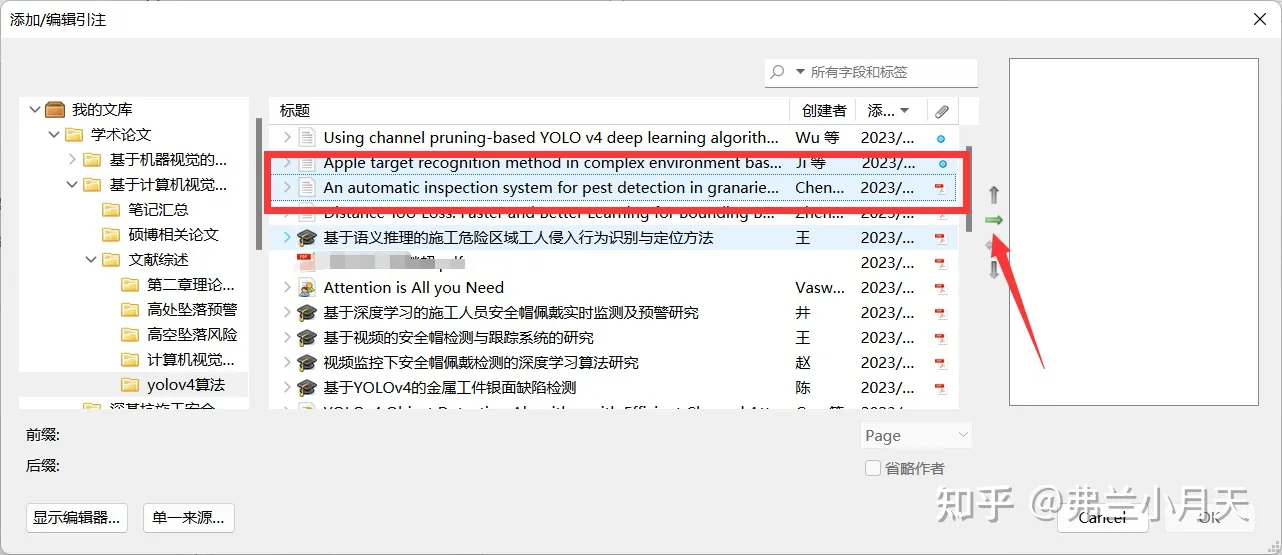 添加/编辑引注
所有字段和标签
我的文库
学术论文
基于机器视觉的...
基于计算机视觉...
笔记汇总
硕博相关论文
文献综述
第二章理论...
高处坠落预警
高空坠落风险
计算机视觉...
yolov4算法
深基坑施工安全
标题 创建者 添...
Using channel pruning-based YOLO v4 deep learning algorith... Wu 等 2023/...
Apple target recognition method in complex environment bas... Ji 等 2023/...
An automatic inspection system for pest detection in granarie... Chen... 2023/...
Distance-IoU Loss: Faster and Better Learning for Bounding B... Zhen... 2023/...
基于语义推理的施工危险区域工人侵入行为识别与定位方法 王 2023/...
.pdf 2023/...
Attention is All you Need Vasw... 2023/...
基于深度学习的施工人员安全帽佩戴实时监测及预警研究 井 2023/...
基于视频的安全帽检测与跟踪系统的研究 王 2023/...
视频监控下安全帽佩戴检测的深度学习算法研究 赵 2023/...
基于YOLOv4的金属工件银面缺陷检测 陈 2023/...
前缀:
Page
后缀:
省略作者
显示编辑器... 单一来源...
Cancel OK
知乎 @弗兰小月天